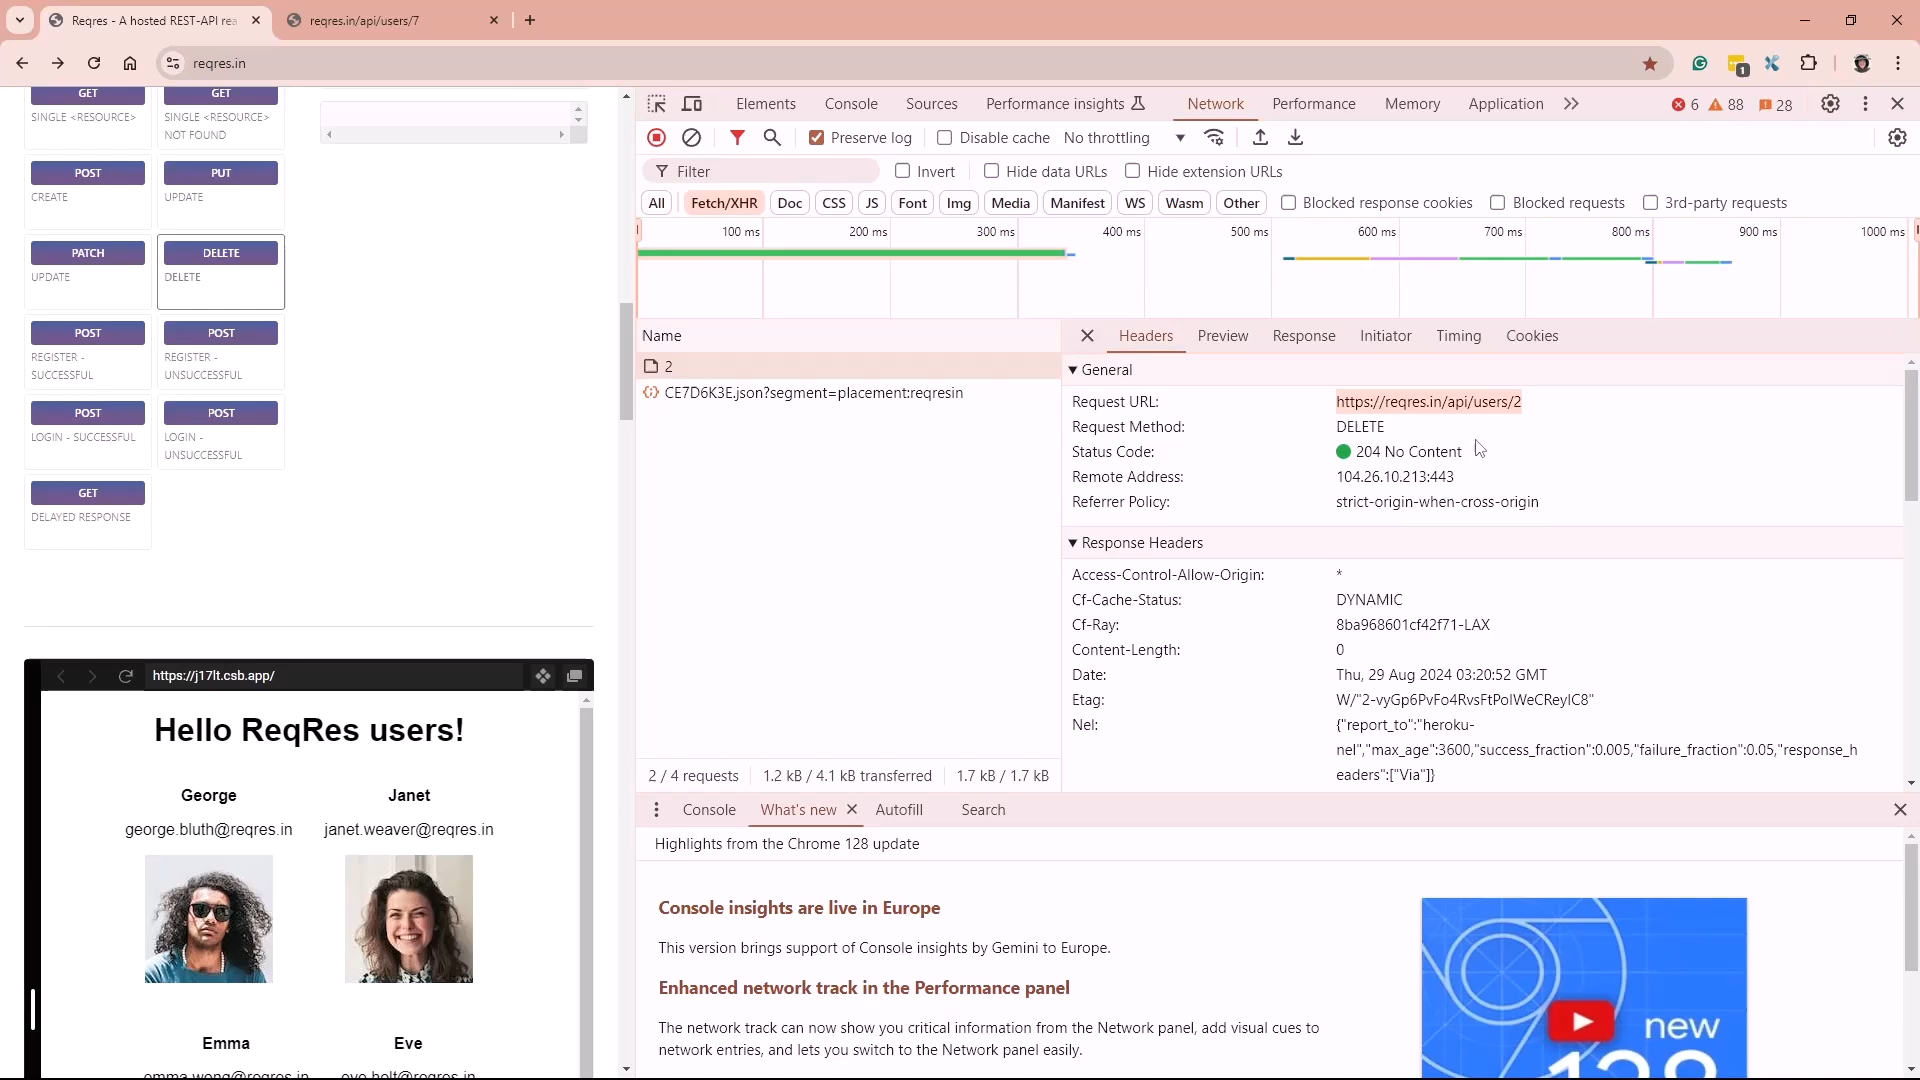 Reqres - A hosted REST-API rea
reqres.in/api/users/7
reqres.in
1
GET
SINGLE <RESOURCE>
GET
SINGLE <RESOURCE>
NOT FOUND
POST
CREATE
PUT
UPDATE
PATCH
UPDATE
DELETE
DELETE
POST
REGISTER -
SUCCESSFUL
POST
REGISTER -
UNSUCCESSFUL
POST
LOGIN - SUCCESSFUL
POST
LOGIN -
UNSUCCESSFUL
GET
DELAYED RESPONSE
https://j17lt.csb.app/
Hello ReqRes users!
George
george.bluth@reqres.in
Janet
janet.weaver@reqres.in
Emma
emma.wong@reqres.in
Eve
eve.holt@reqres.in
Elements Console Sources Performance insights Network Performance Memory Application 6 88 28
Preserve log Disable cache No throttling
Filter Invert Hide data URLs Hide extension URLs
All Fetch/XHR Doc CSS JS Font Img Media Manifest WS Wasm Other Blocked response cookies Blocked requests 3rd-party requests
100 ms 200 ms 300 ms 400 ms 500 ms 600 ms 700 ms 800 ms 900 ms 1000 ms
Name
2
CE7D6K3E.json?segment=placement:reqresin
2 / 4 requests 1.2 kB / 4.1 kB transferred 1.7 kB / 1.7 kB
Headers Preview Response Initiator Timing Cookies
General
Request URL: https://reqres.in/api/users/2
Request Method: DELETE
Status Code: 204 No Content
Remote Address: 104.26.10.213:443
Referrer Policy: strict-origin-when-cross-origin
Response Headers
Access-Control-Allow-Origin: *
Cf-Cache-Status: DYNAMIC
Cf-Ray: 8ba968601cf42f71-LAX
Content-Length: 0
Date: Thu, 29 Aug 2024 03:20:52 GMT
Etag: W/"2-vyGp6PvFo4RvsFtPoIWeCReyIC8"
Nel: {"report_to":"heroku-
nel","max_age":3600,"success_fraction":0.005,"failure_fraction":0.05,"response_h
eaders":["Via"]}
Console What's new Autofill Search
Highlights from the Chrome 128 update
Console insights are live in Europe
This version brings support of Console insights by Gemini to Europe.
Enhanced network track in the Performance panel
The network track can now show you critical information from the Network panel, add visual cues to
network entries, and lets you switch to the Network panel easily.
new
128